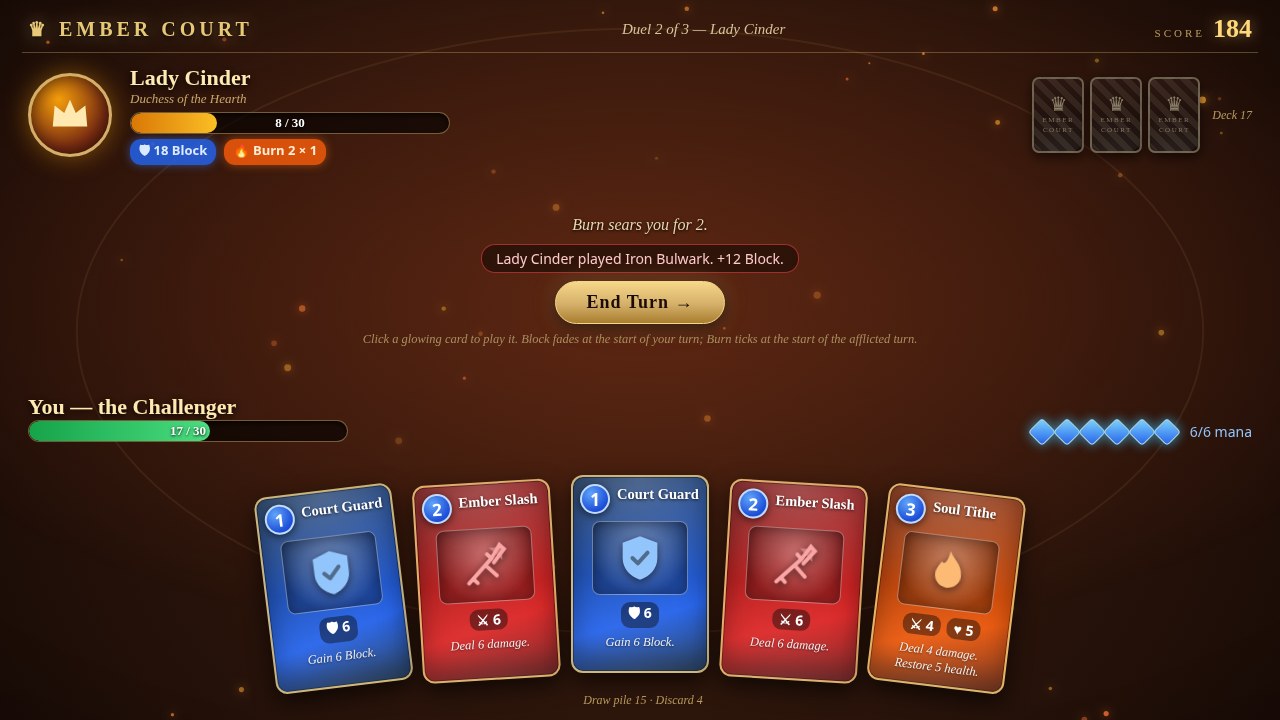 ♛ EMBER COURT
Duel 2 of 3 — Lady Cinder
SCORE 184
Lady Cinder
Duchess of the Hearth
8 / 30
18 Block
Burn 2 × 1
EMBER COURT
EMBER COURT
EMBER COURT
Deck 17
Burn sears you for 2.
Lady Cinder played Iron Bulwark. +12 Block.
End Turn →
Click a glowing card to play it. Block fades at the start of your turn; Burn ticks at the start of the afflicted turn.
You — the Challenger
17 / 30
6/6 mana
1 Court Guard
6
Gain 6 Block.
2 Ember Slash
⚔ 6
Deal 6 damage.
1 Court Guard
6
Gain 6 Block.
2 Ember Slash
⚔ 6
Deal 6 damage.
3 Soul Tithe
⚔ 4 ♥ 5
Deal 4 damage.
Restore 5 health.
Draw pile 15 · Discard 4